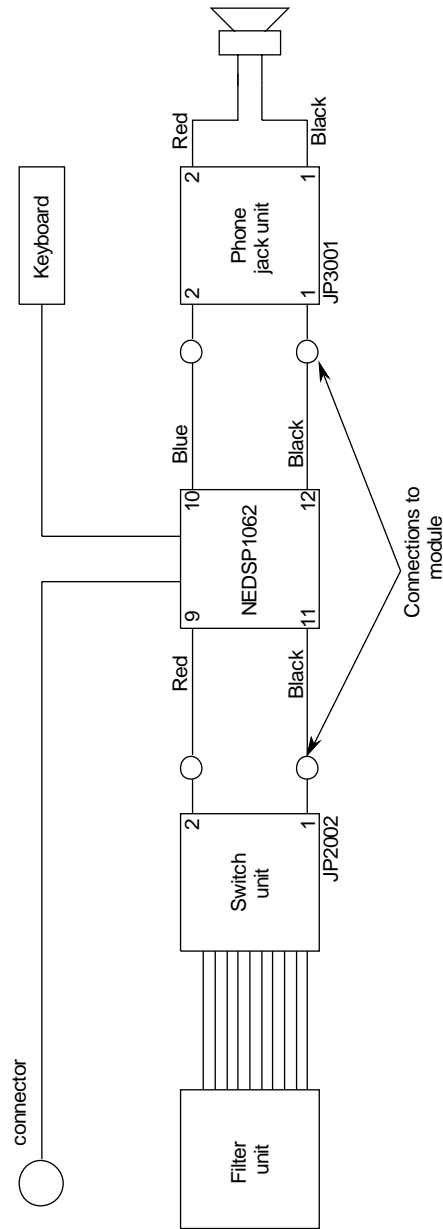 connector
Keyboard
Filter
unit
Switch
unit
2
1
JP2002
Red
Black
9
10
NEDSP1062
11
12
Blue
Black
2
2
Phone
jack unit
1
1
JP3001
Red
Black
Connections to
module